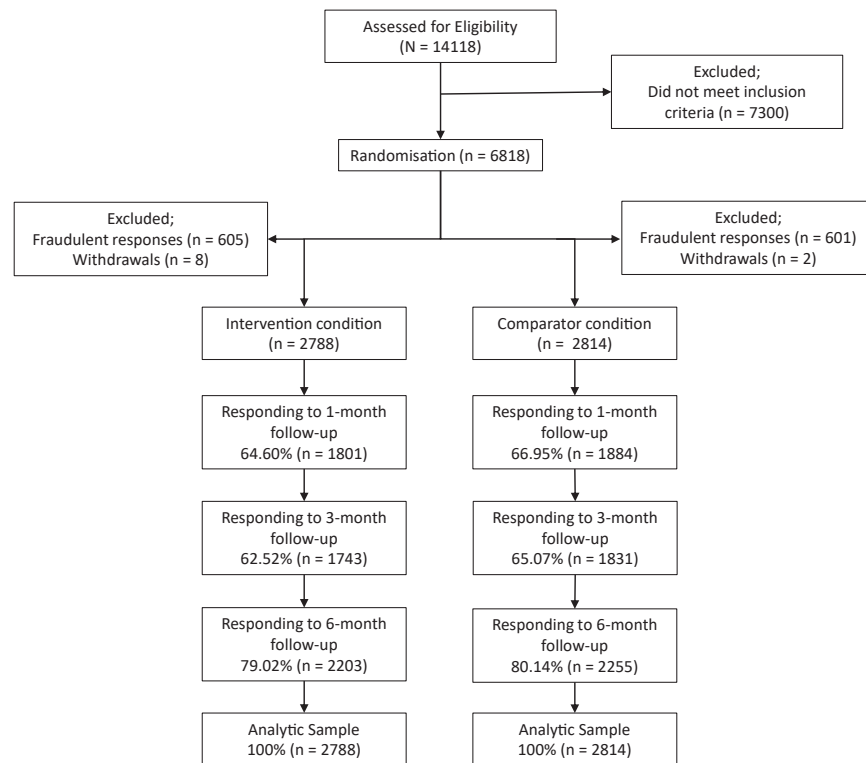 Assessed for Eligibility
(N = 14118)
Excluded;
Did not meet inclusion
criteria (n = 7300)
Randomisation (n = 6818)
Excluded;
Fraudulent responses (n = 605)
Withdrawals (n = 8)
Excluded;
Fraudulent responses (n = 601)
Withdrawals (n = 2)
Intervention condition
(n = 2788)
Comparator condition
(n = 2814)
Responding to 1-month
follow-up
64.60% (n = 1801)
Responding to 1-month
follow-up
66.95% (n = 1884)
Responding to 3-month
follow-up
62.52% (n = 1743)
Responding to 3-month
follow-up
65.07% (n = 1831)
Responding to 6-month
follow-up
79.02% (n = 2203)
Responding to 6-month
follow-up
80.14% (n = 2255)
Analytic Sample
100% (n = 2788)
Analytic Sample
100% (n = 2814)